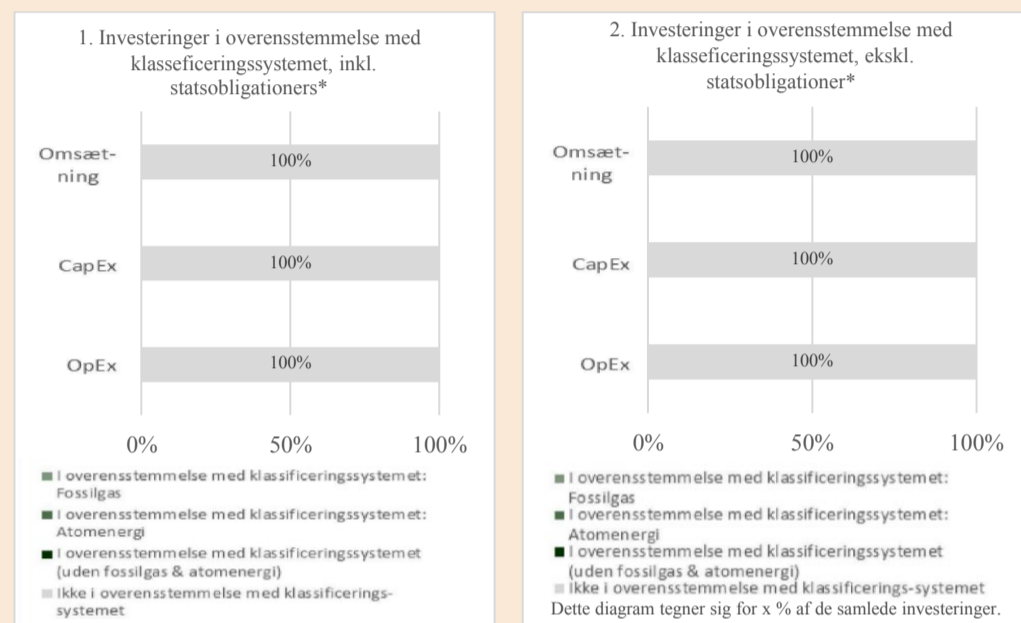 1. Investeringer i overensstemmelse med
klasseficeringssystemet, inkl.
statsobligationers*
Omsæt-
ning
100%
CapEx
100%
OpEx
100%
0%
50%
100%
I overensstemmelse med klassificeringssystemet:
Fossilgas
I overensstemmelse med klassificeringssystemet:
Atomenergi
I overensstemmelse med klassificeringssystemet
(uden fossilgas & atomenergi)
Ikke i overensstemmelse med klassificerings-
systemet
2. Investeringer i overensstemmelse med
klasseficeringssystemet, ekskl.
statsobligationer*
Omsæt-
ning
100%
CapEx
100%
OpEx
100%
0%
50%
100%
I overensstemmelse med klassificeringssystemet:
Fossilgas
I overensstemmelse med klassificeringssystemet:
Atomenergi
I overensstemmelse med klassificeringssystemet
(uden fossilgas & atomenergi)
Ikke i overensstemmelse med klassificerings-systemet
Dette diagram tegner sig for x % af de samlede investeringer.